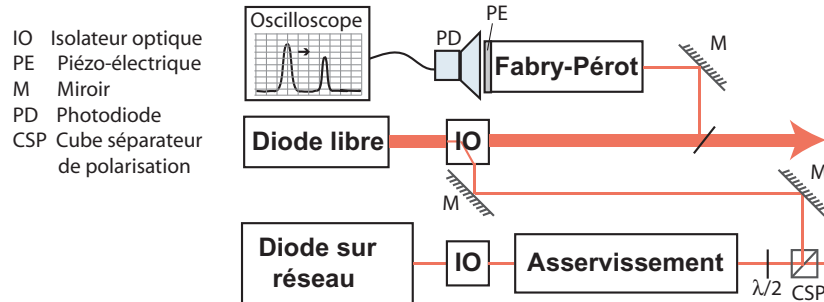 IO Isolateur optique
PE Piézo-électrique
M Miroir
PD Photodiode
CSP Cube séparateur
de polarisation
Oscilloscope
PD
PE
Fabry-Pérot
M
Diode libre
IO
M
M
Diode sur
réseau
IO
Asservissement
λ/2
CSP